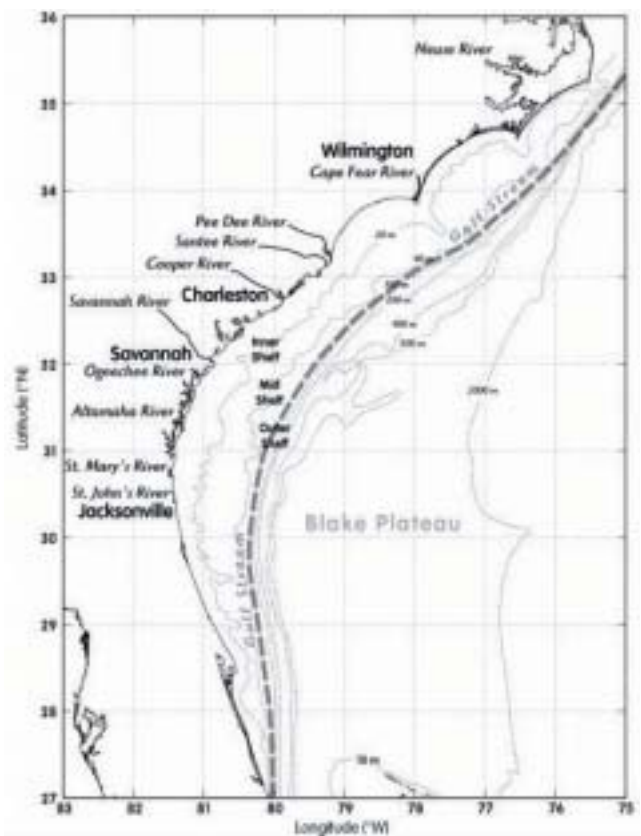 36
35
34
33
32
31
30
29
28
27
Latitude (°N)
Neuse River
Wilmington
Cape Fear River
Gulf Stream
Pee Dee River
Santee River
Cooper River
Charleston
Savannah River
Savannah
Ogeechee River
Altamaha River
St. Mary's River
St. John's River
Jacksonville
Inner
Shelf
Mid
Shelf
Outer
Shelf
20 m
200 m
2000 m
Blake Plateau
Gulf Stream
83 82 81 80 79 78 77 76 75
Longitude (°W)